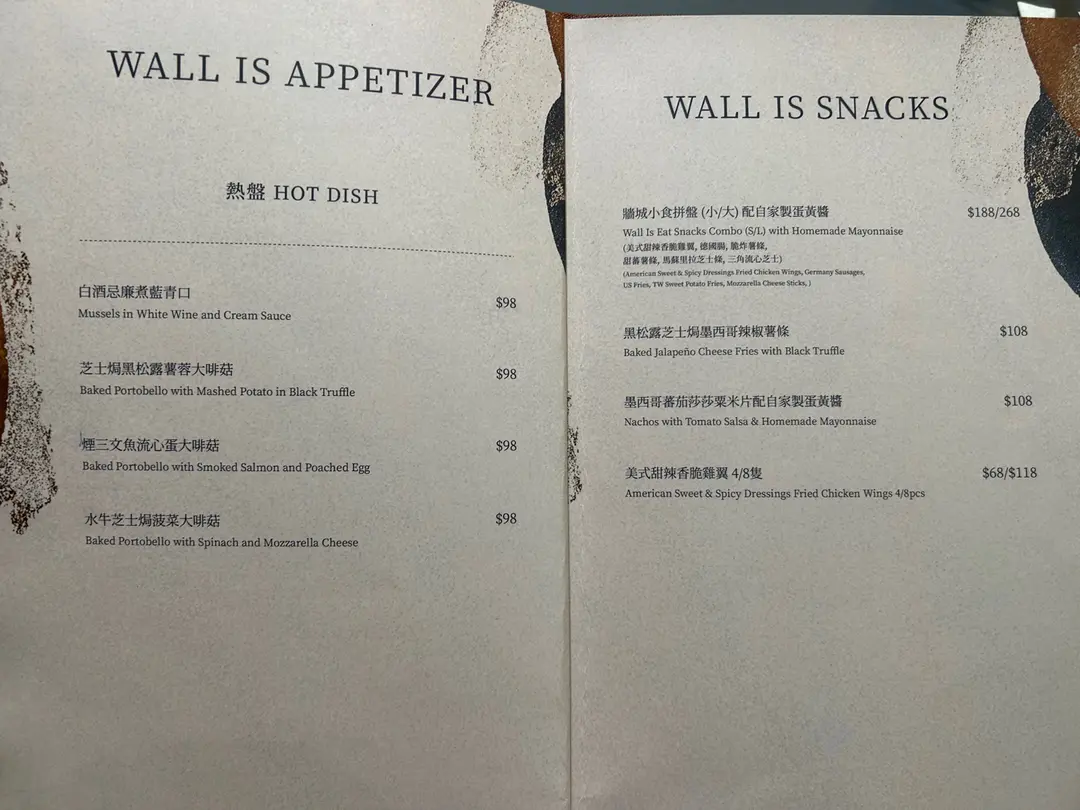 WALL IS APPETIZER
熱盤 HOT DISH
白酒忌廉煮藍青口
$98
Mussels in White Wine and Cream Sauce
芝士焗黑松露薯蓉大啡菇
$98
Baked Portobello with Mashed Potato in Black Truffle
煙三文魚流心蛋大啡菇
$98
Baked Portobello with Smoked Salmon and Poached Egg
水牛芝士焗菠菜大啡菇
$98
Baked Portobello with Spinach and Mozzarella Cheese
WALL IS SNACKS
牆城小食拼盤 (小/大) 配自家製蛋黃醬
$188/268
Wall Is Eat Snacks Combo (S/L) with Homemade Mayonnaise
(美式甜辣香脆雞翼, 德國腸, 脆炸薯條,
甜蕃薯條, 馬蘇里拉芝士條, 三角流心芝士)
(American Sweet & Spicy Dressings Fried Chicken Wings, Germany Sausages,
US Fries, TW Sweet Potato Fries, Mozzarella Cheese Sticks, )
黑松露芝士焗墨西哥辣椒薯條
$108
Baked Jalapeño Cheese Fries with Black Truffle
墨西哥蕃茄莎莎粟米片配自家製蛋黃醬
$108
Nachos with Tomato Salsa & Homemade Mayonnaise
美式甜辣香脆雞翼 4/8隻
$68/$118
American Sweet & Spicy Dressings Fried Chicken Wings 4/8pcs